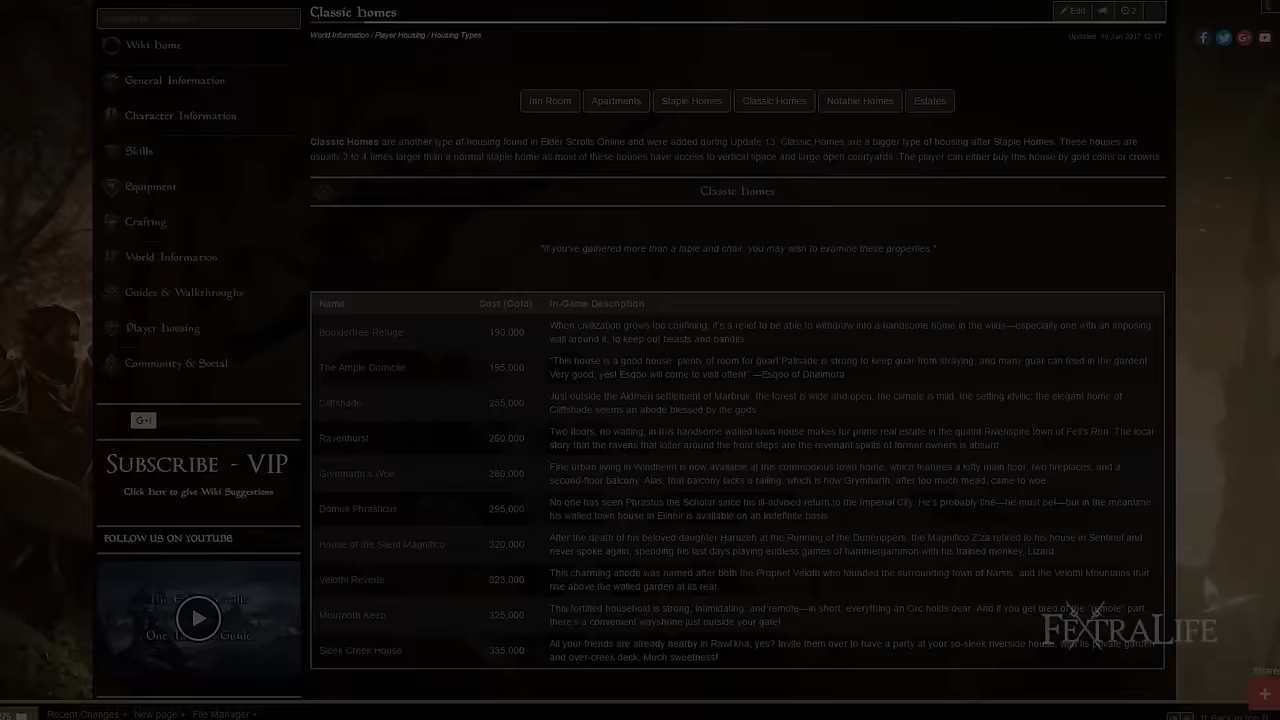 Classic Homes
Edit
2
World Information / Player Housing / Housing Types
Updated 10 Jan 2017 12:17
Wiki Home
General Information
Character Information
Skills
Equipment
Crafting
World Information
Guides & Walkthroughs
Player Housing
Community & Social
G+1
SUBSCRIBE - VIP
Click here to give Wiki Suggestions
FOLLOW US ON YOUTUBE
Inn Room
Apartments
Staple Homes
Classic Homes
Notable Homes
Estates
Classic Homes are another type of housing found in Elder Scrolls Online and were added during Update 13. Classic Homes are a bigger type of housing after Staple Homes. These houses are
usually 2 to 4 times larger than a normal staple home as most of these houses have access to vertical space and large open courtyards. The player can either buy this house by gold coins or crowns
Classic homes
"If you've gathered more than a table and chair, you may wish to examine these properties."
Name Cost (Gold) In-Game Description
Bouldertree Refuge 190,000 When civilization grows too confining, it's a relief to be able to withdraw into a handsome home in the wilds—especially one with an imposing
wall around it, to keep out beasts and bandits
The Ample Domicile 195,000 "This house is a good house, plenty of room for guar! Palisade is strong to keep guar from straying, and many guar can feed in the garden!
Very good, yes! Esqoo will come to visit often!" —Esqoo of Dhalmora
Cliffshade 255,000 Just outside the Aldmeri settlement of Marbruk, the forest is wide and open, the climate is mild, the setting idyllic: the elegant home of
Cliffshade seems an abode blessed by the gods
Ravenhurst 260,000 Two floors, no waiting, in this handsome walled town house makes for prime real estate in the quaint Rivenspire town of Fell's Run. The local
story that the ravens that loiter around the front steps are the revenant spirits of former owners is absurd
Grymharth's Woe 280,000 Fine urban living in Windhelm is now available at this commodious town home, which features a lofty main floor, two fireplaces, and a
second-floor balcony. Alas, that balcony lacks a railing, which is how Grymharth, after too much mead, came to woe
Domus Phrasticus 295,000 No one has seen Phrastus the Scholar since his ill-advised return to the Imperial City. He's probably fine—he must be!—but in the meantime
his walled town house in Elinhir is available on an indefinite basis
House of the Silent Magnifico 320,000 After the death of his beloved daughter Haruzeh at the Running of the Dunerippers, the Magnifico Z'za retired to his house in Sentinel and
never spoke again, spending his last days playing endless games of hammergammon with his trained monkey, Lizard
Velothi Reverie 323,000 This charming abode was named after both the Prophet Veloth who founded the surrounding town of Narsis, and the Velothi Mountains that
rise above the walled garden at its rear.
Mournoth Keep 325,000 This fortified household is strong, intimidating, and remote—in short, everything an Orc holds dear. And if you get tired of the "remote" part,
there's a convenient wayshrine just outside your gate!
Sleek Creek House 335,000 All your friends are already nearby in Rawl'kha, yes? Invite them over to have a party at your so-sleek riverside house, with its private garden
and over-creek deck. Much sweetness!
FEXTRALIFE
Shares
Recent Changes + New page + File Manager +